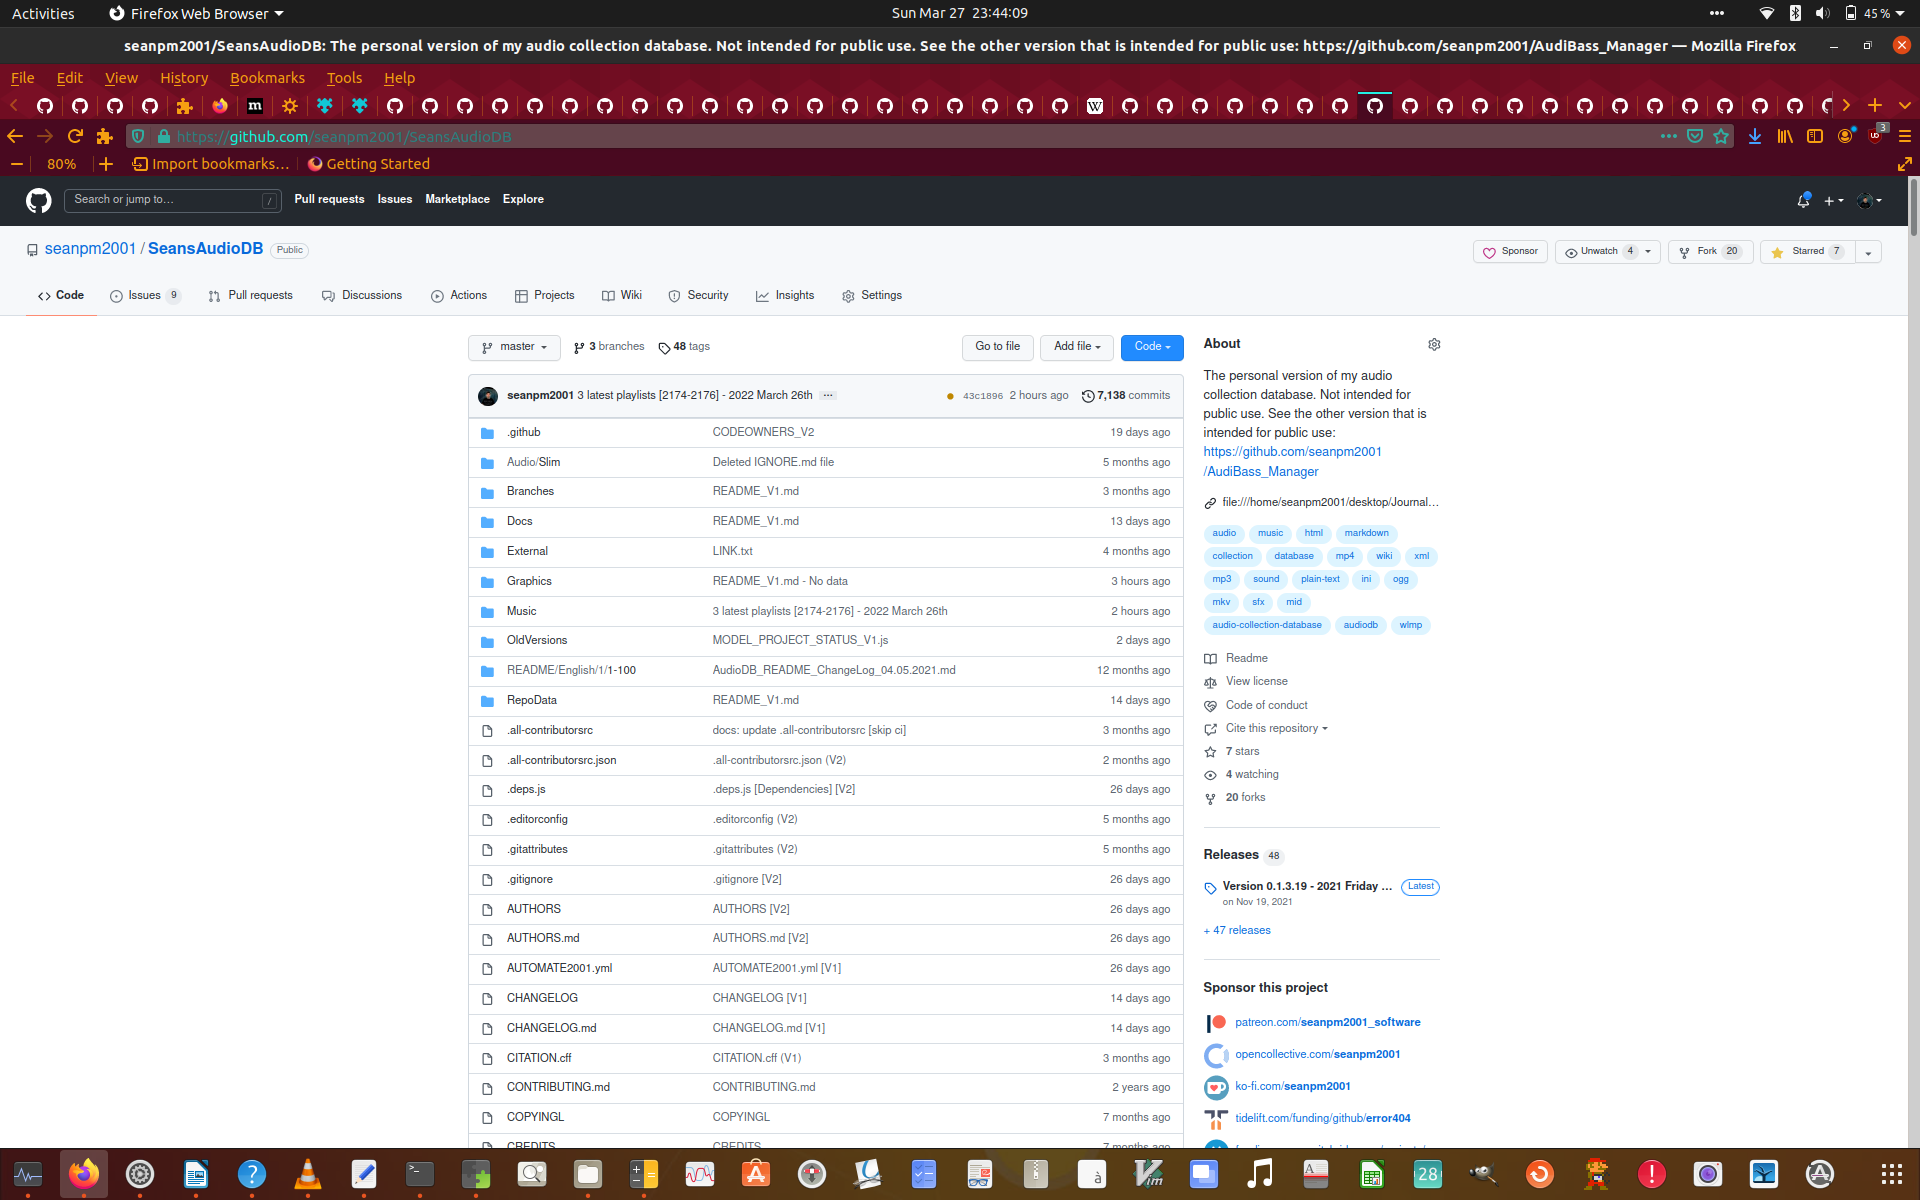 Activities
Firefox Web Browser
Sun Mar 27 23:44:09
45 %
seanpm2001/SeansAudioDB: The personal version of my audio collection database. Not intended for public use. See the other version that is intended for public use: https://github.com/seanpm2001/AudiBass_Manager — Mozilla Firefox
File Edit View History Bookmarks Tools Help
https://github.com/seanpm2001/SeansAudioDB
3
80%
Import bookmarks…
Getting Started
Search or jump to…
/
Pull requests Issues Marketplace Explore
seanpm2001 / SeansAudioDB Public
Sponsor
Unwatch 4
Fork 20
Starred 7
Code
Issues 9
Pull requests
Discussions
Actions
Projects
Wiki
Security
Insights
Settings
master
3 branches
48 tags
Go to file
Add file
Code
seanpm2001 3 latest playlists [2174-2176] - 2022 March 26th ... 43c1896 2 hours ago 7,138 commits
.github CODEOWNERS_V2 19 days ago
Audio/Slim Deleted IGNORE.md file 5 months ago
Branches README_V1.md 3 months ago
Docs README_V1.md 13 days ago
External LINK.txt 4 months ago
Graphics README_V1.md - No data 3 hours ago
Music 3 latest playlists [2174-2176] - 2022 March 26th 2 hours ago
OldVersions MODEL_PROJECT_STATUS_V1.js 2 days ago
README/English/1/1-100 AudioDB_README_ChangeLog_04.05.2021.md 12 months ago
RepoData README_V1.md 14 days ago
.all-contributorsrc docs: update .all-contributorsrc [skip ci] 3 months ago
.all-contributorsrc.json .all-contributorsrc.json (V2) 2 months ago
.deps.js .deps.js [Dependencies] [V2] 26 days ago
.editorconfig .editorconfig (V2) 5 months ago
.gitattributes .gitattributes (V2) 5 months ago
.gitignore .gitignore [V2] 26 days ago
AUTHORS AUTHORS [V2] 26 days ago
AUTHORS.md AUTHORS.md [V2] 26 days ago
AUTOMATE2001.yml AUTOMATE2001.yml [V1] 26 days ago
CHANGELOG CHANGELOG [V1] 14 days ago
CHANGELOG.md CHANGELOG.md [V1] 14 days ago
CITATION.cff CITATION.cff (V1) 3 months ago
CONTRIBUTING.md CONTRIBUTING.md 2 years ago
COPYINGL COPYINGL 7 months ago
CREDITS CREDITS 7 months ago
About
The personal version of my audio
collection database. Not intended for
public use. See the other version that is
intended for public use:
https://github.com/seanpm2001
/AudiBass_Manager
file:///home/seanpm2001/desktop/Journal…
audio music html markdown
collection database mp4 wiki xml
mp3 sound plain-text ini ogg
mkv sfx mid
audio-collection-database audiodb wlmp
Readme
View license
Code of conduct
Cite this repository
7 stars
4 watching
20 forks
Releases 48
Version 0.1.3.19 - 2021 Friday ... Latest
on Nov 19, 2021
+ 47 releases
Sponsor this project
patreon.com/seanpm2001_software
opencollective.com/seanpm2001
ko-fi.com/seanpm2001
tidelift.com/funding/github/error404
28